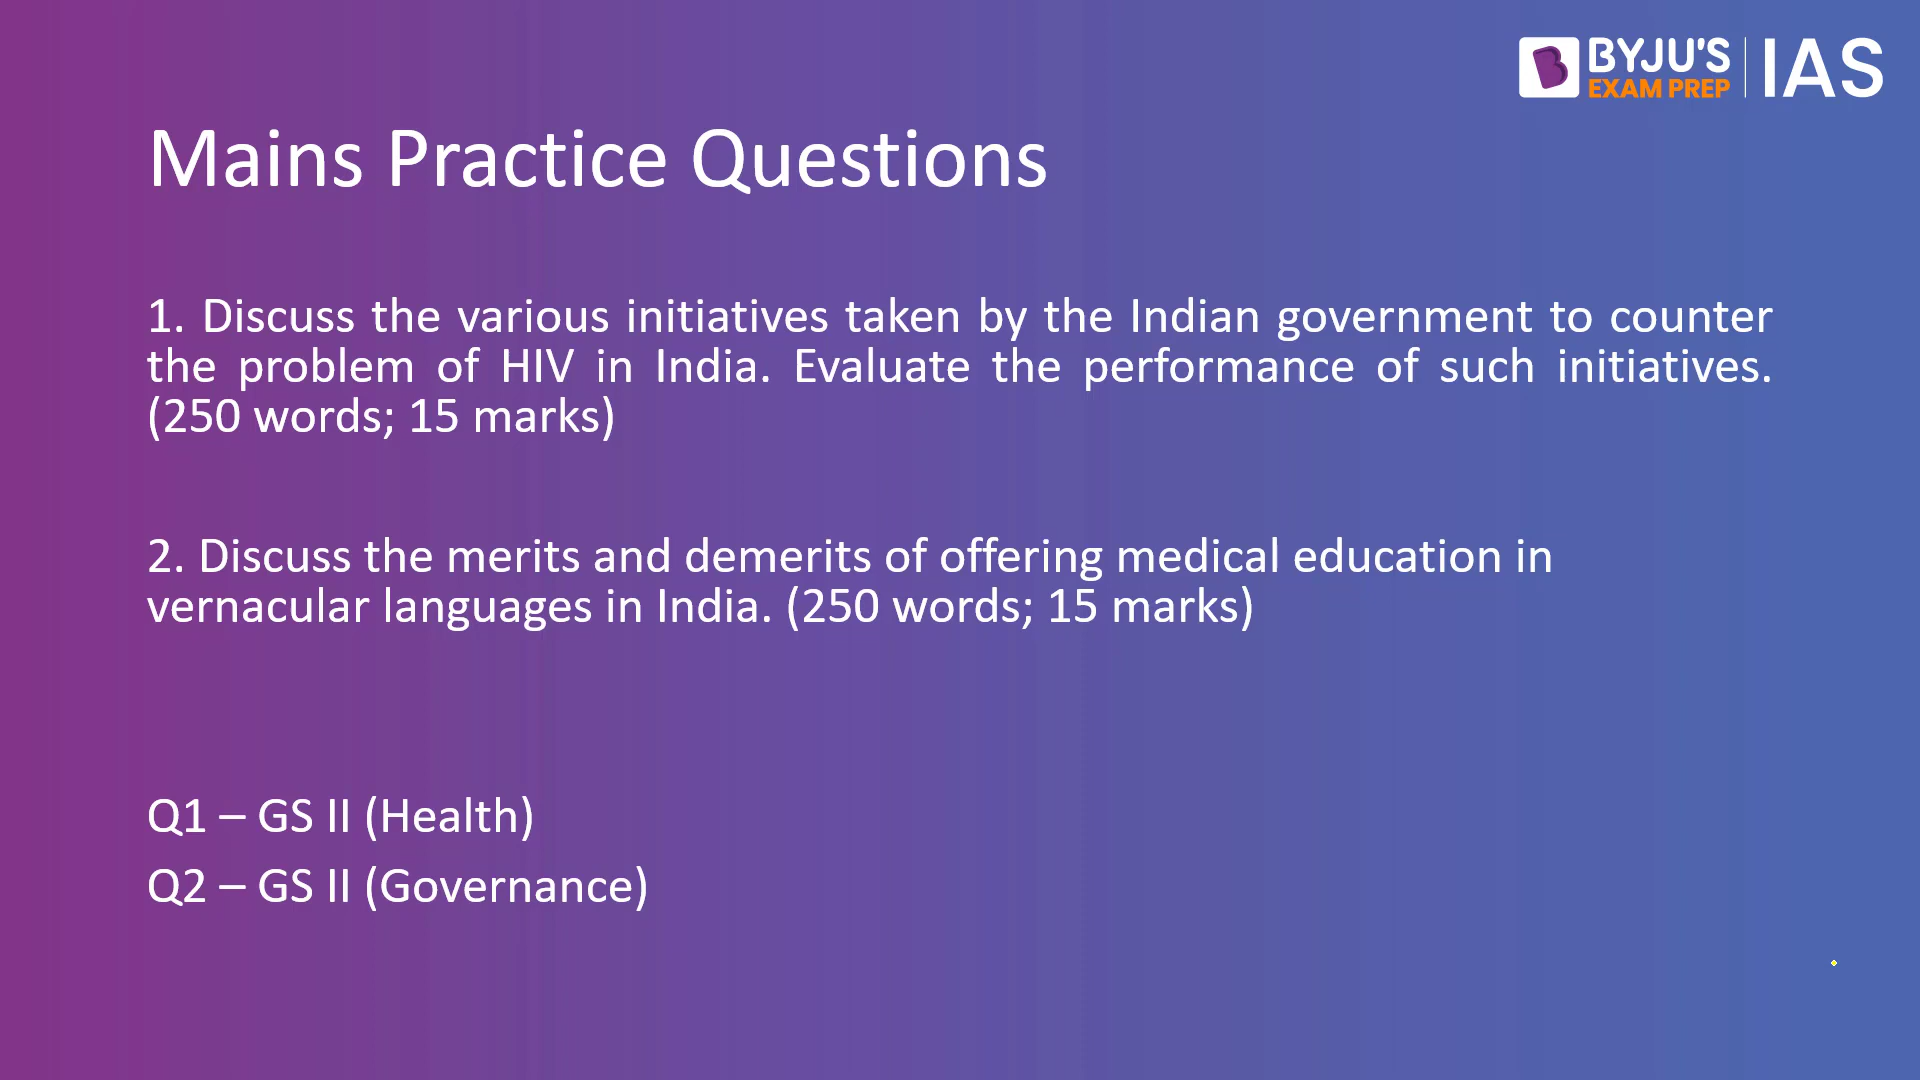 BYJU'S
EXAM PREP
IAS
Mains Practice Questions
1. Discuss the various initiatives taken by the Indian government to counter
the problem of HIV in India. Evaluate the performance of such initiatives.
(250 words; 15 marks)
2. Discuss the merits and demerits of offering medical education in
vernacular languages in India. (250 words; 15 marks)
Q1 – GS II (Health)
Q2 – GS II (Governance)